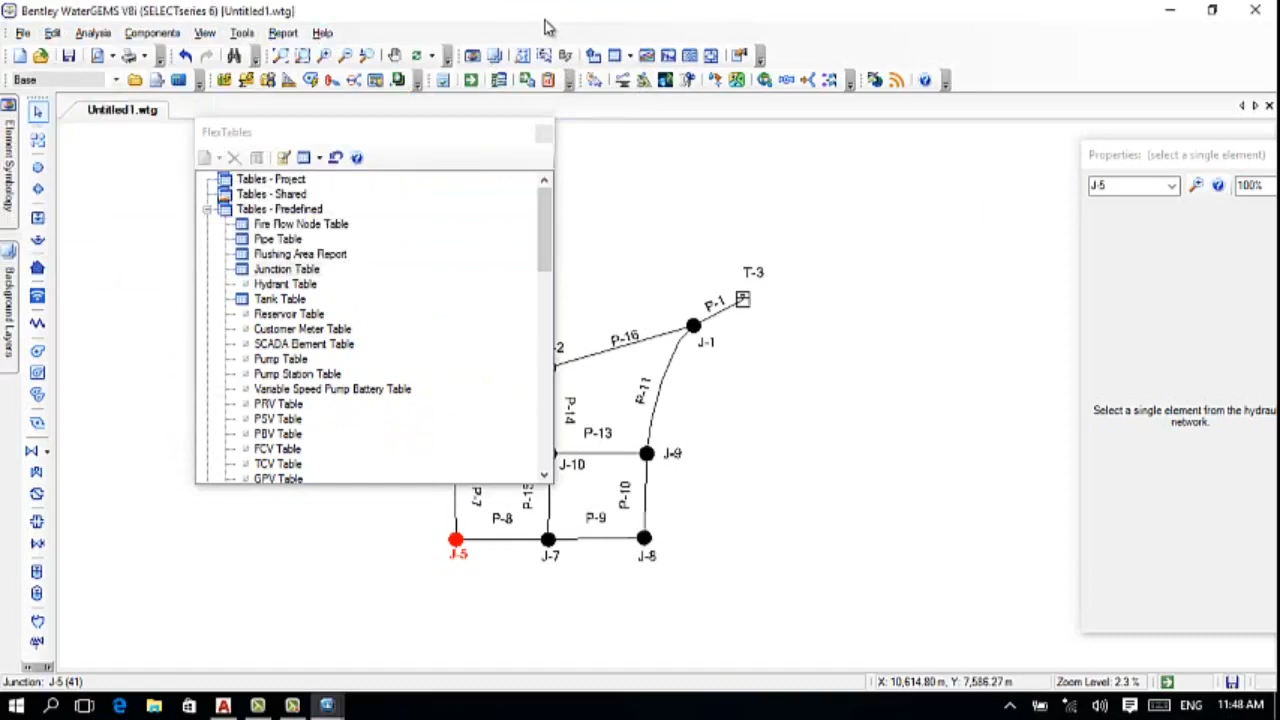 Bentley WaterGEMS V8i (SELECTseries 6) [Untitled1.wtg]
File Edit Analysis Components View Tools Report Help
Base
Untitled1.wtg
Element Symbology
Background Layers
FlexTables
Tables - Project
Tables - Shared
Tables - Predefined
Fire Flow Node Table
Pipe Table
Flushing Area Report
Junction Table
Hydrant Table
Tank Table
Reservoir Table
Customer Meter Table
SCADA Element Table
Pump Table
Pump Station Table
Variable Speed Pump Battery Table
PRV Table
PSV Table
PBV Table
FCV Table
TCV Table
GPV Table
Properties: (select a single element)
J-5
100%
Select a single element from the hydrau
network.
T-3
P-1
J-1
P-16
-2
P-11
P-14
P-13
J-10
J-9
P-7
P-15
P-10
P-8
P-9
J-5
J-7
J-8
Junction: J-5 (41)
X: 10,614.80 m, Y: 7,586.27 m
Zoom Level: 2.3 %
ENG
11:48 AM